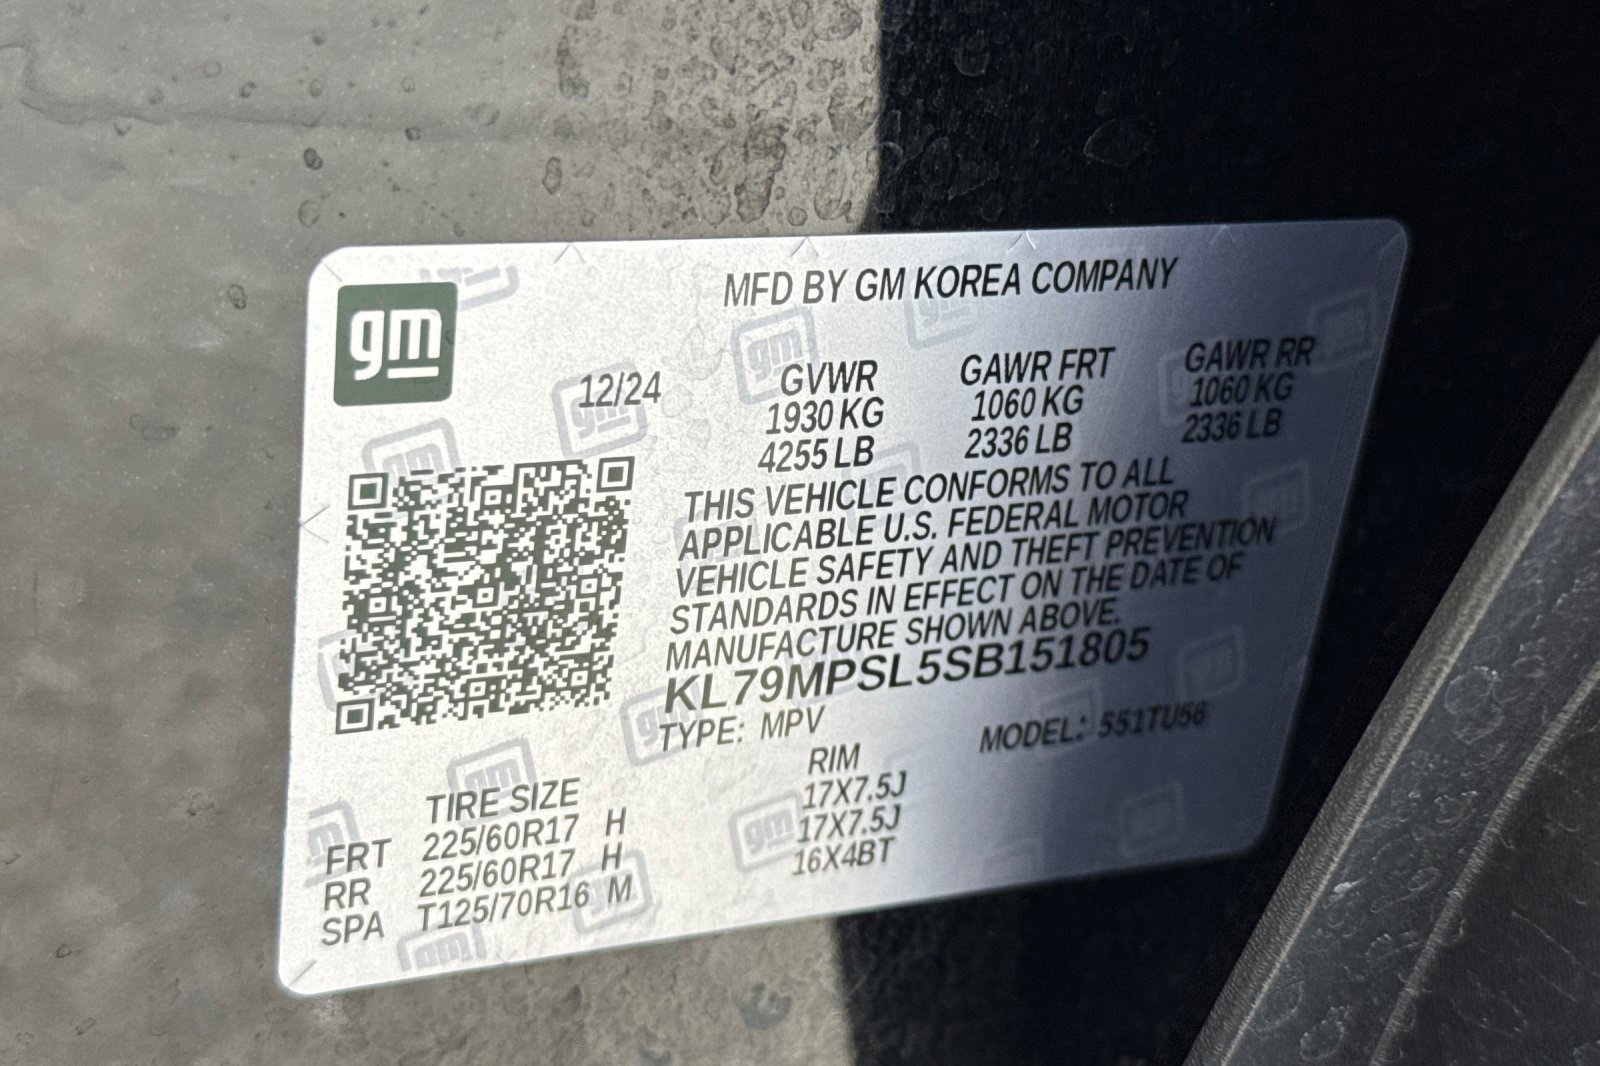 gm
MFD BY GM KOREA COMPANY
12/24
GVWR GAWR FRT GAWR RR
1930 KG 1060 KG 1060 KG
4255 LB 2336 LB 2336 LB
THIS VEHICLE CONFORMS TO ALL
APPLICABLE U.S. FEDERAL MOTOR
VEHICLE SAFETY AND THEFT PREVENTION
STANDARDS IN EFFECT ON THE DATE OF
MANUFACTURE SHOWN ABOVE.
KL79MPSL5SB151805
TYPE: MPV MODEL: 551TU56
TIRE SIZE RIM
FRT 225/60R17 H 17X7.5J
RR 225/60R17 H 17X7.5J
SPA T125/70R16 M 16X4BT